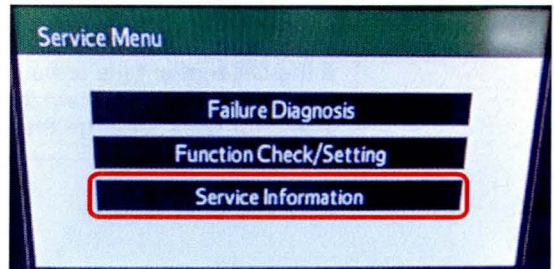 Service Menu
Failure Diagnosis
Function Check/Setting
Service Information